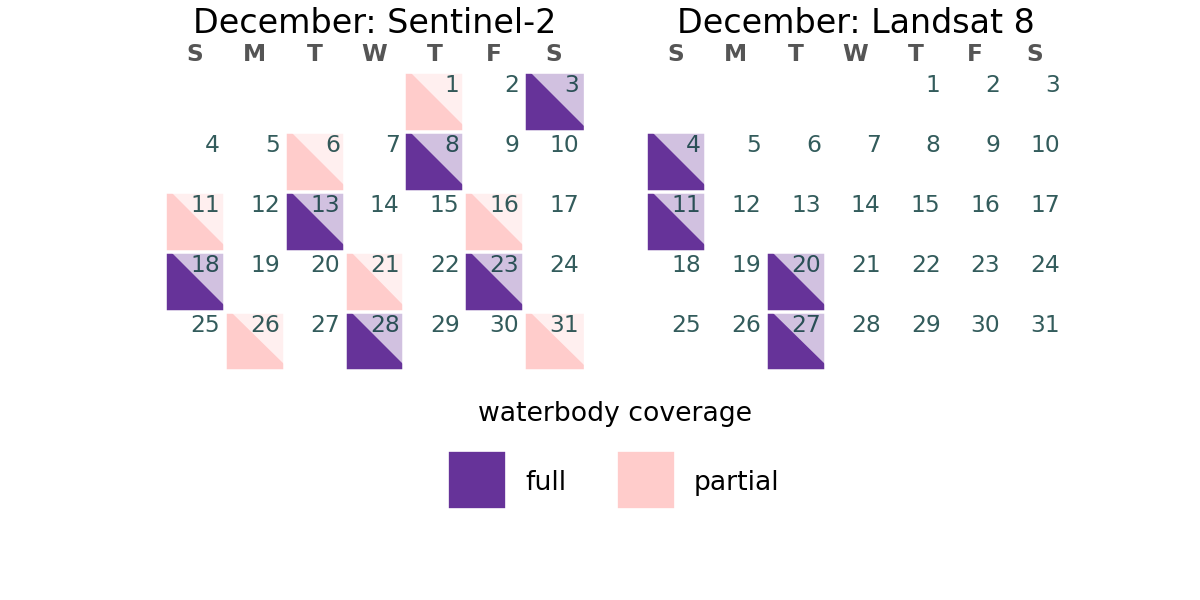 December: Sentinel-2
S M T W T F S
1 2 3
4 5 6 7 8 9 10
11 12 13 14 15 16 17
18 19 20 21 22 23 24
25 26 27 28 29 30 31
December: Landsat 8
S M T W T F S
1 2 3
4 5 6 7 8 9 10
11 12 13 14 15 16 17
18 19 20 21 22 23 24
25 26 27 28 29 30 31
waterbody coverage
full
partial